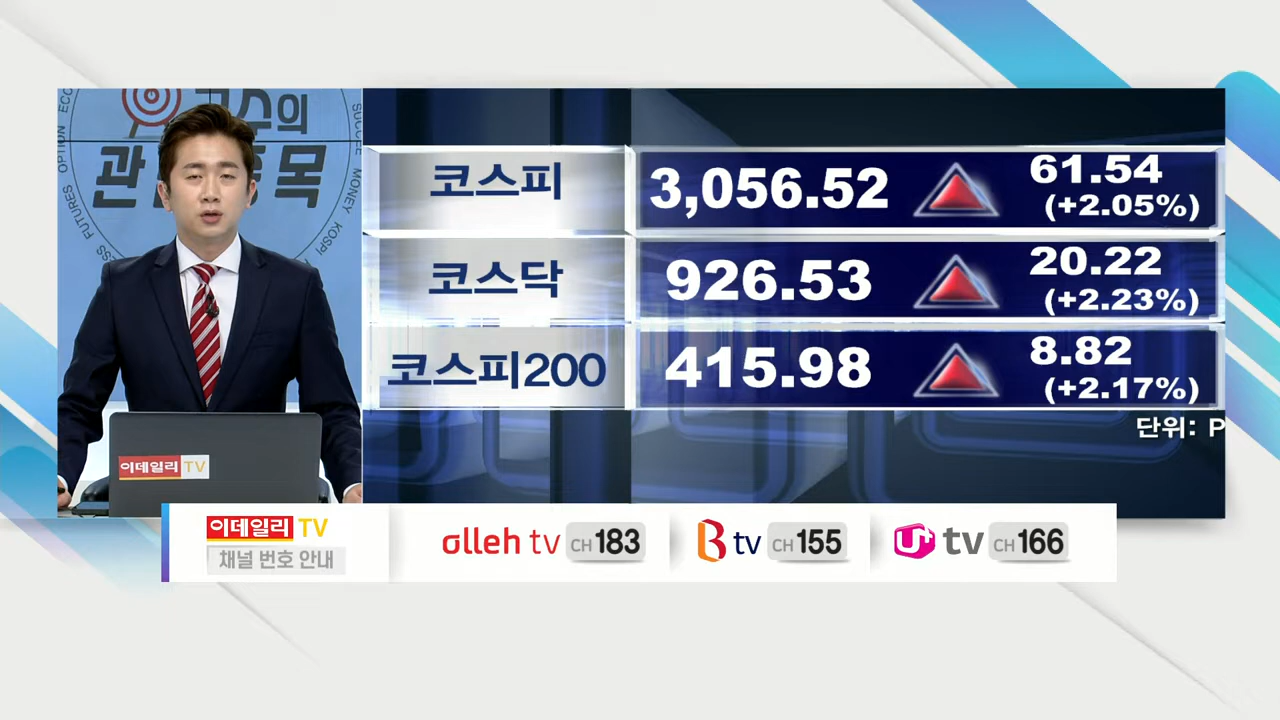 코스피 3,056.52 ▲ 61.54 (+2.05%)
코스닥 926.53 ▲ 20.22 (+2.23%)
코스피200 415.98 ▲ 8.82 (+2.17%)
단위: P
이데일리 TV
이데일리 TV
채널 번호 안내
olleh tv CH 183
B tv CH 155
U+ tv CH 166
OPTION
FUTURES
MONEY
KOSPI